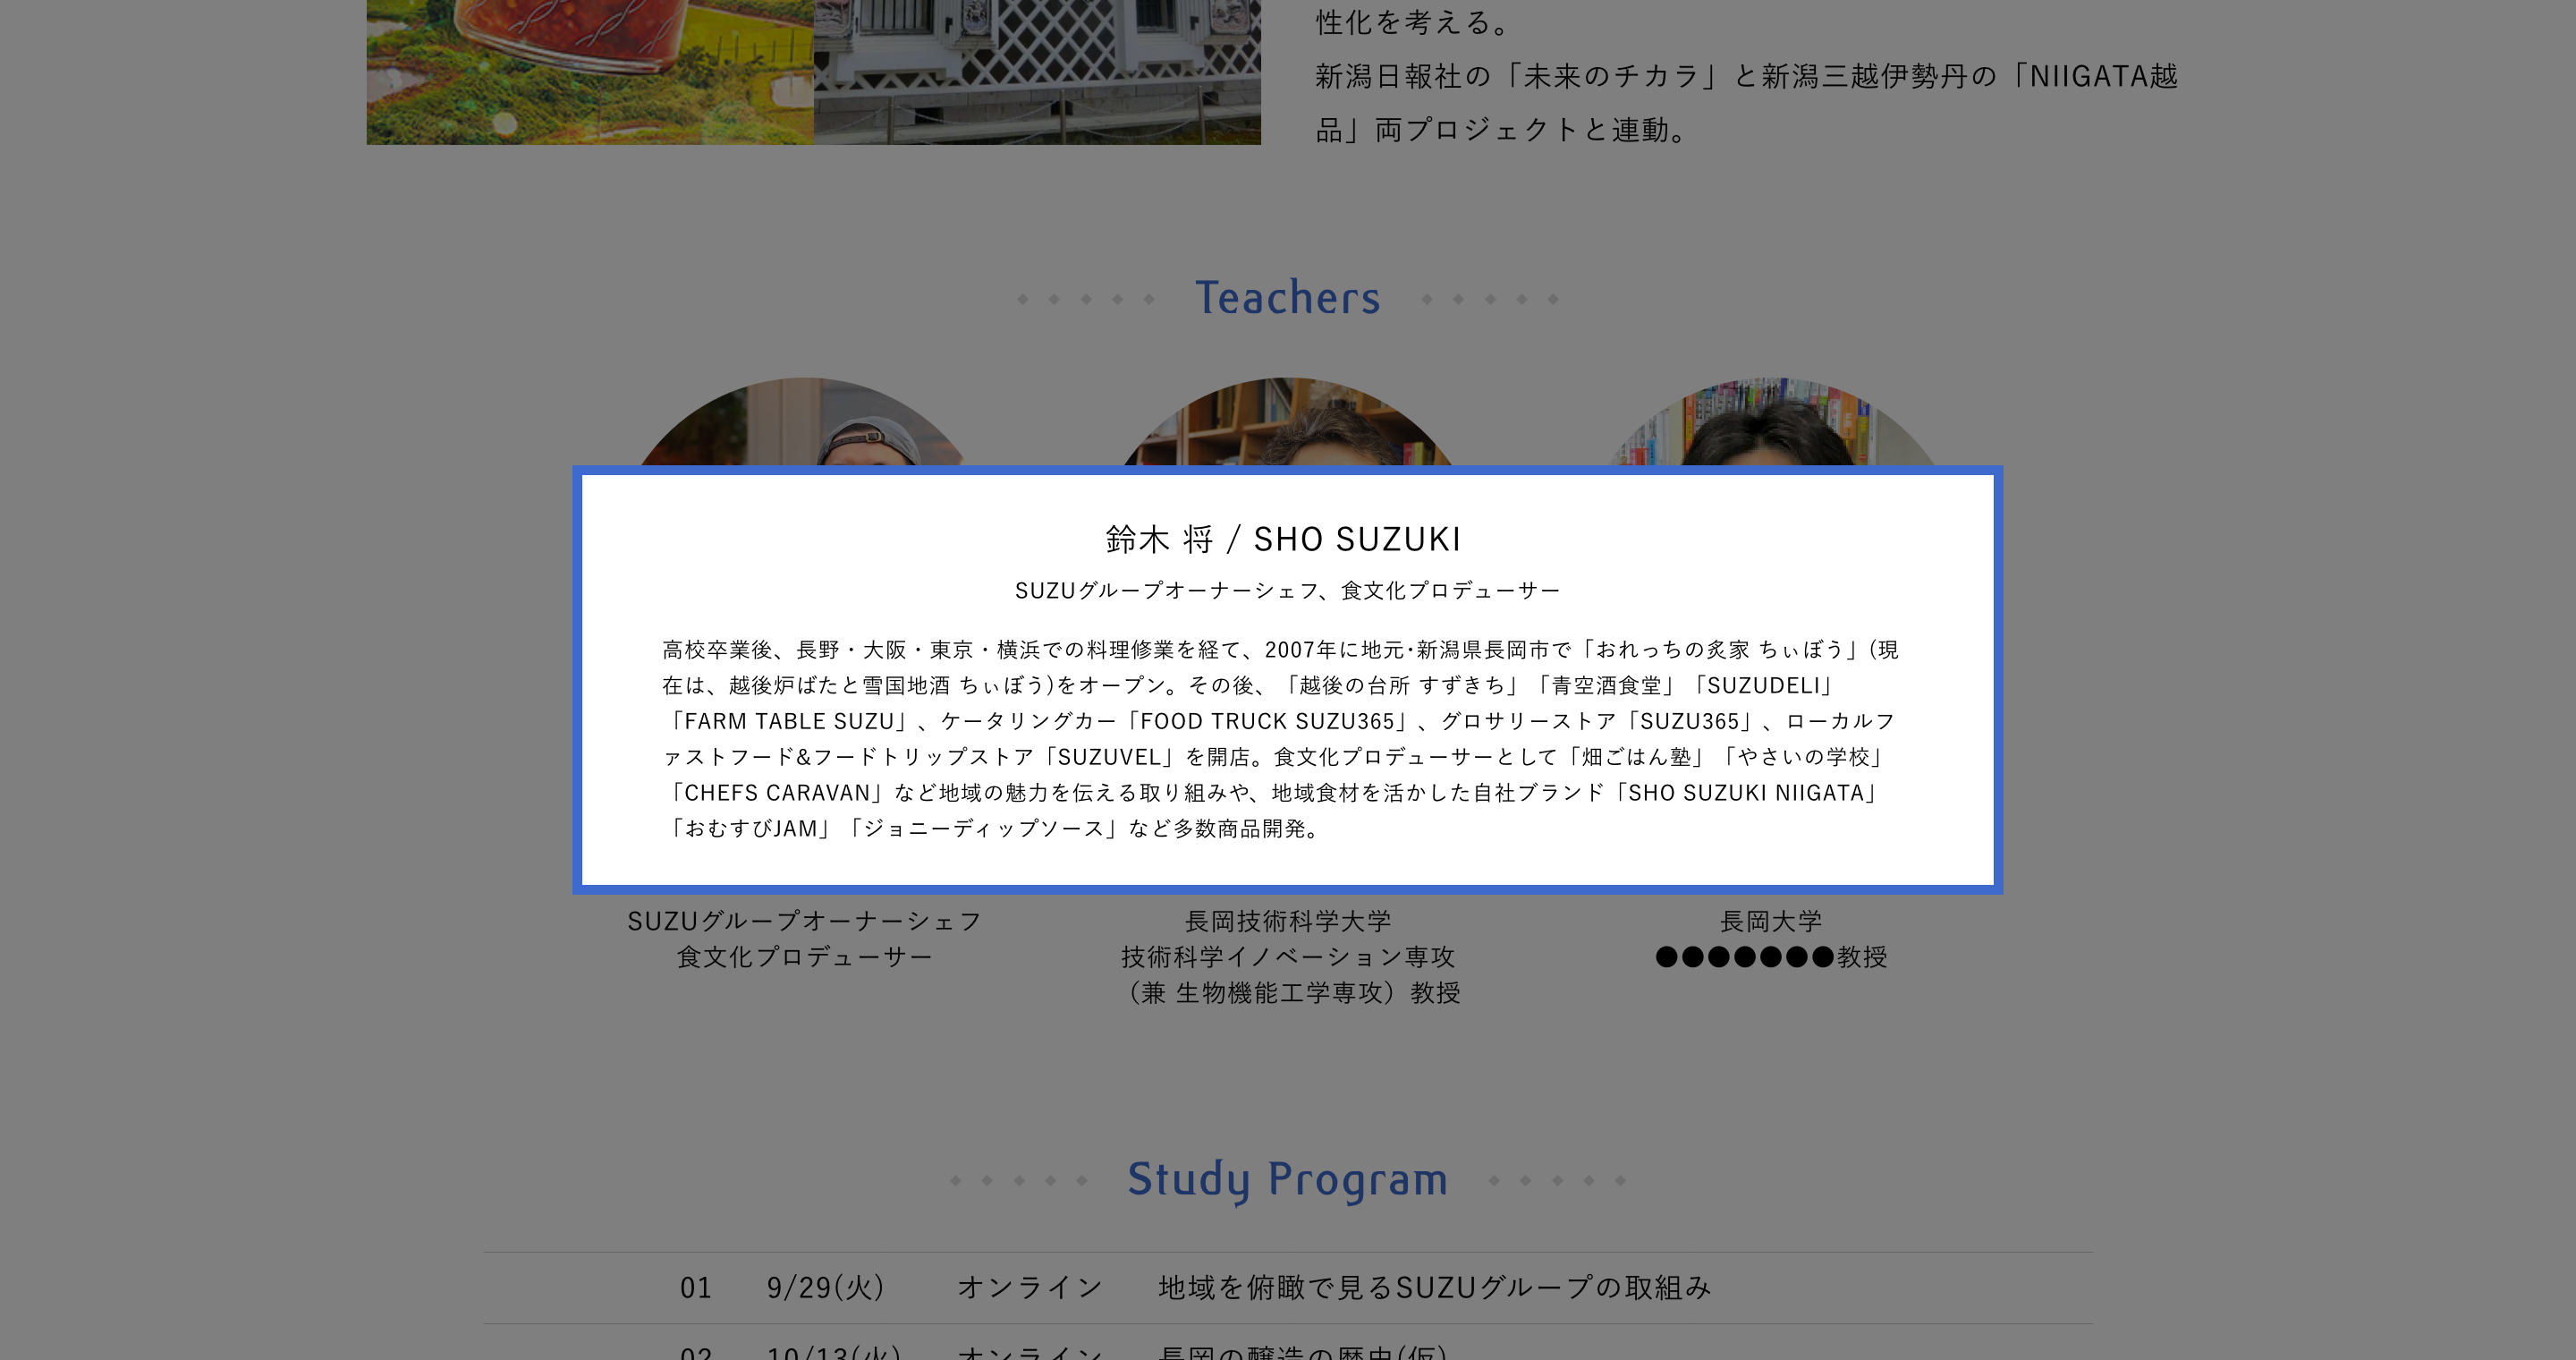 性化を考える。
新潟日報社の「未来のチカラ」と新潟三越伊勢丹の「NIIGATA越
品」両プロジェクトと連動。
Teachers
鈴木 将 / SHO SUZUKI
SUZUグループオーナーシェフ、食文化プロデューサー
高校卒業後、長野・大阪・東京・横浜での料理修業を経て、2007年に地元･新潟県長岡市で「おれっちの炙家 ちぃぼう」(現
在は、越後炉ばたと雪国地酒 ちぃぼう)をオープン。その後、「越後の台所 すずきち」「青空酒食堂」「SUZUDELI」
「FARM TABLE SUZU」、ケータリングカー「FOOD TRUCK SUZU365」、グロサリーストア「SUZU365」、ローカルフ
ァストフード&フードトリップストア「SUZUVEL」を開店。食文化プロデューサーとして「畑ごはん塾」「やさいの学校」
「CHEFS CARAVAN」など地域の魅力を伝える取り組みや、地域食材を活かした自社ブランド「SHO SUZUKI NIIGATA」
「おむすびJAM」「ジョニーディップソース」など多数商品開発。
SUZUグループオーナーシェフ
食文化プロデューサー
長岡技術科学大学
技術科学イノベーション専攻
（兼 生物機能工学専攻）教授
長岡大学
●●●●●●●教授
Study Program
01 9/29(火) オンライン 地域を俯瞰で見るSUZUグループの取組み
02 10/13(火) オンライン 長岡の醸造の歴史(仮)